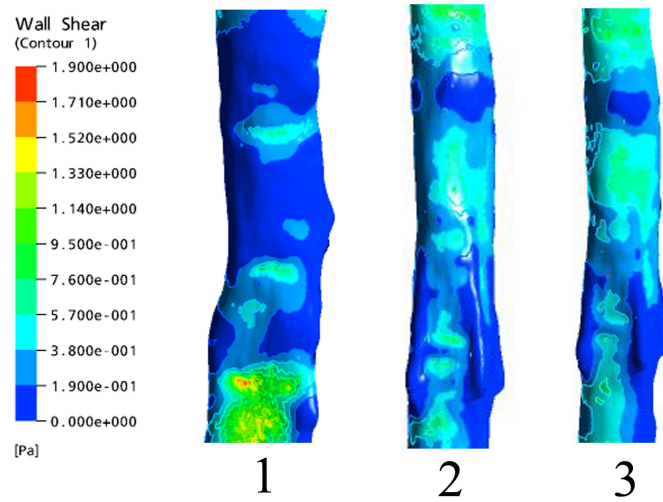 Wall Shear
(Contour 1)
1.900e+000
1.710e+000
1.520e+000
1.330e+000
1.140e+000
9.500e-001
7.600e-001
5.700e-001
3.800e-001
1.900e-001
0.000e+000
[Pa]
1 2 3